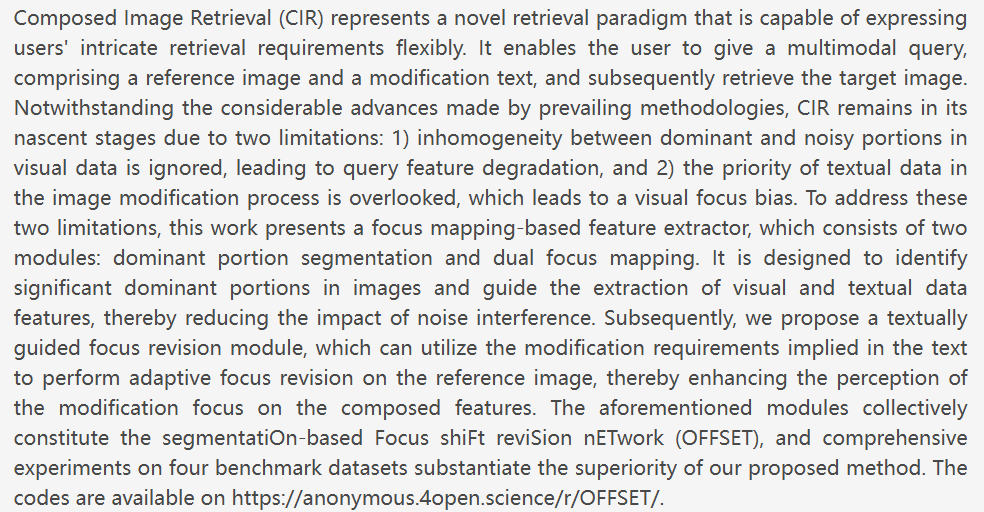 Composed Image Retrieval (CIR) represents a novel retrieval paradigm that is capable of expressing
users' intricate retrieval requirements flexibly. It enables the user to give a multimodal query,
comprising a reference image and a modification text, and subsequently retrieve the target image.
Notwithstanding the considerable advances made by prevailing methodologies, CIR remains in its
nascent stages due to two limitations: 1) inhomogeneity between dominant and noisy portions in
visual data is ignored, leading to query feature degradation, and 2) the priority of textual data in
the image modification process is overlooked, which leads to a visual focus bias. To address these
two limitations, this work presents a focus mapping-based feature extractor, which consists of two
modules: dominant portion segmentation and dual focus mapping. It is designed to identify
significant dominant portions in images and guide the extraction of visual and textual data
features, thereby reducing the impact of noise interference. Subsequently, we propose a textually
guided focus revision module, which can utilize the modification requirements implied in the text
to perform adaptive focus revision on the reference image, thereby enhancing the perception of
the modification focus on the composed features. The aforementioned modules collectively
constitute the segmentatiOn-based Focus shiFt reviSion nETwork (OFFSET), and comprehensive
experiments on four benchmark datasets substantiate the superiority of our proposed method. The
codes are available on https://anonymous.4open.science/r/OFFSET/.